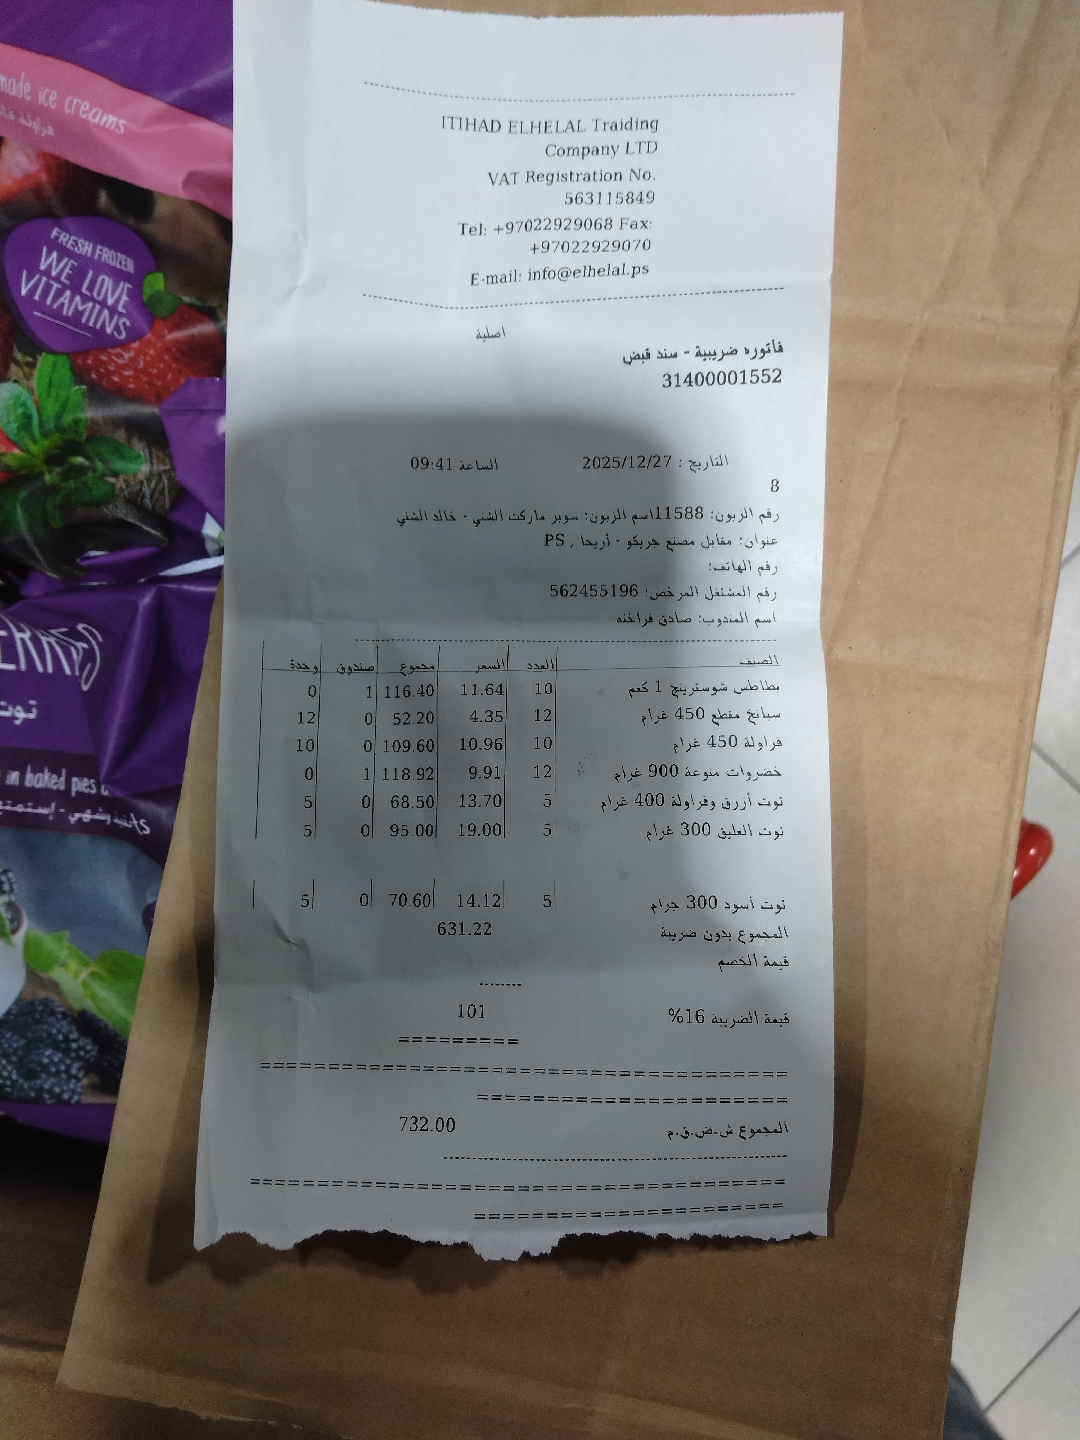 made ice creams
FRESH FROZEN
WE LOVE
VITAMINS
توت
in baked pies
ITIHAD ELHELAL Traiding
Company LTD
VAT Registration No.
563115849
Tel: +97022929068 Fax:
+97022929070
E-mail: info@elhelal.ps
اصلية
فاتوره ضريبية - سند قبض
31400001552
التاريخ : 2025/12/27 الساعة 09:41
8
رقم الزبون: 11588اسم الزبون: سوبر ماركت الشني - خالد الشني
عنوان: مقابل مصنع جريكو - أريحا , PS
رقم الهاتف:
رقم المشتغل المرخص: 562455196
اسم المندوب: صادق فراخنه
الصنف العدد السعر مجموع صندوق وحدة
بطاطس شوسترينج 1 كغم 10 11.64 116.40 1 0
سبانخ مقطع 450 غرام 12 4.35 52.20 0 12
فراولة 450 غرام 10 10.96 109.60 0 10
خضروات منوعة 900 غرام 12 9.91 118.92 1 0
توت أزرق وفراولة 400 غرام 5 13.70 68.50 0 5
توت العليق 300 غرام 5 19.00 95.00 0 5
توت أسود 300 جرام 5 14.12 70.60 0 5
المجموع بدون ضريبة 631.22
قيمة الخصم
قيمة الضريبة 16% 101
المجموع ش.ض.ق.م 732.00